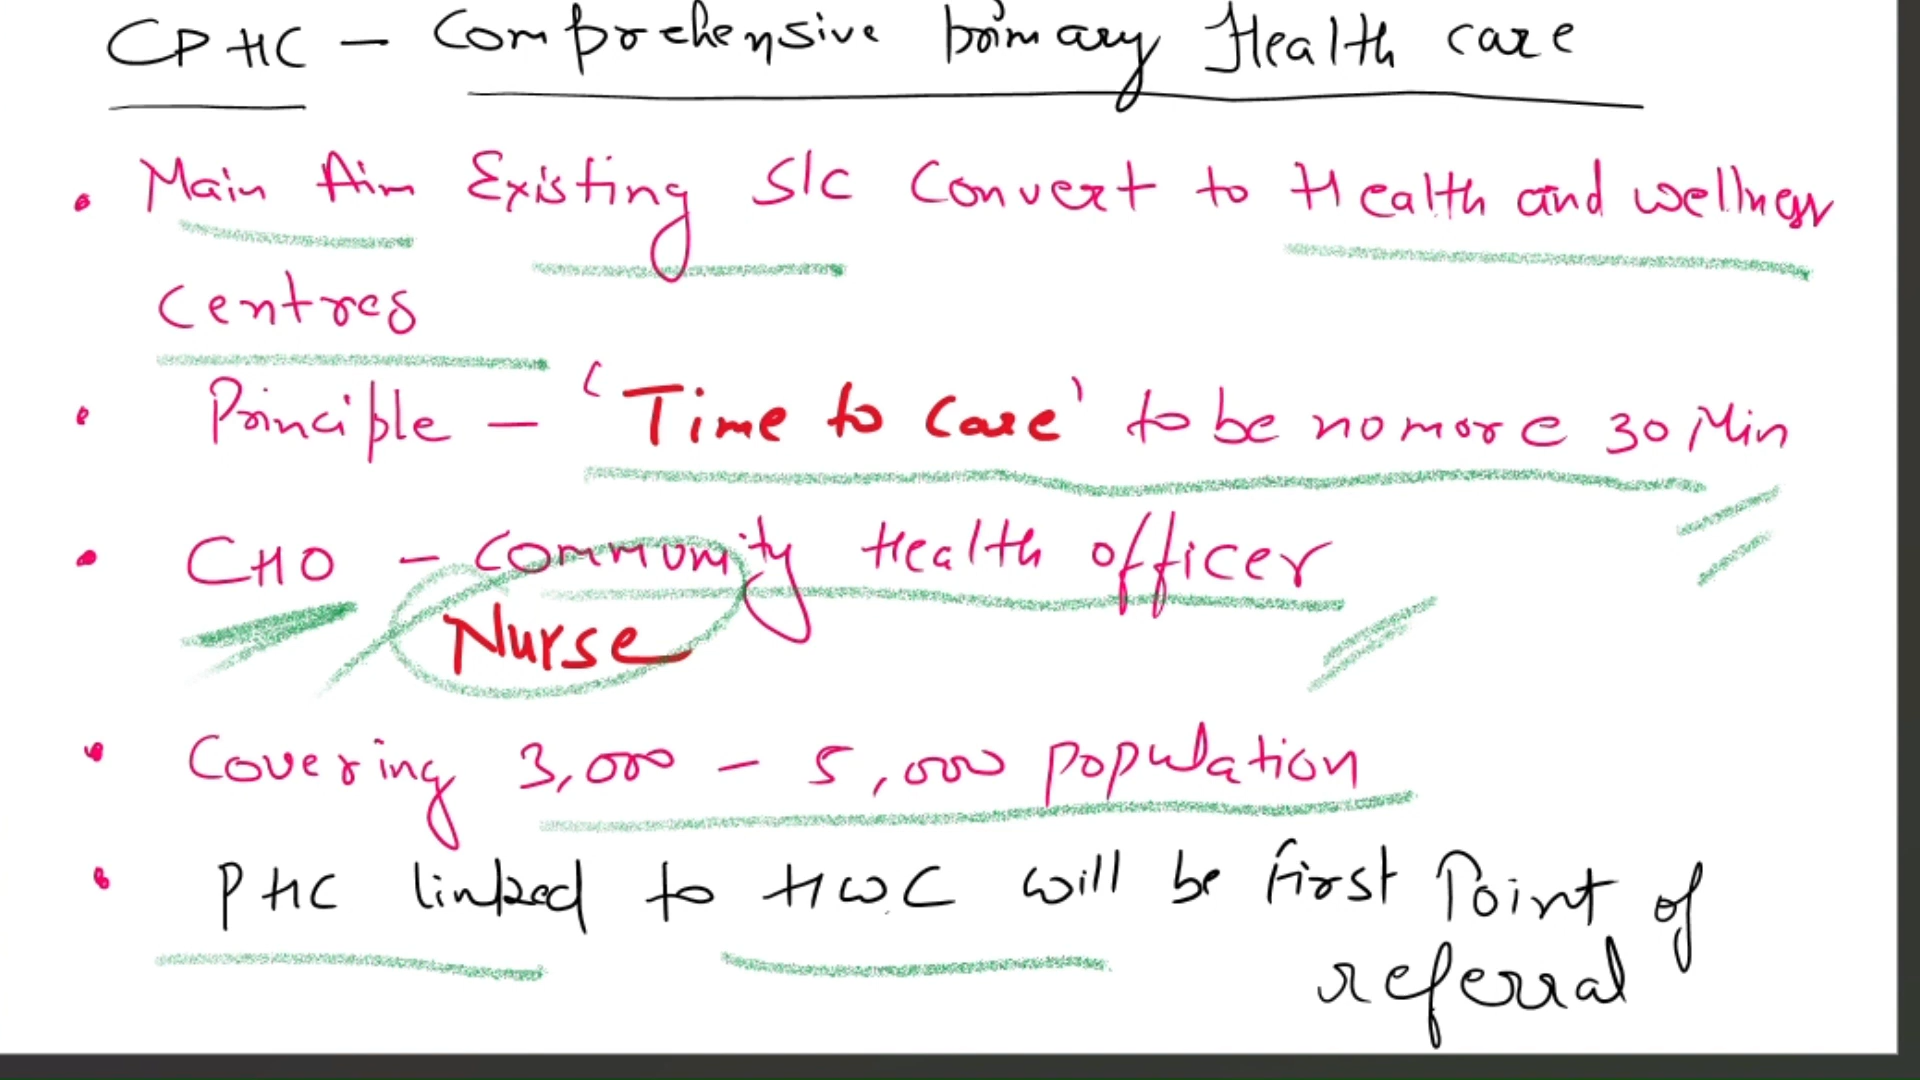 CPHC - Comprehensive primary Health care
• Main Aim Existing S/C Convert to Health and wellness
Centres
• Principle - 'Time to Care' to be no more 30 Min
• CHO - Community Health officer
Nurse
• Covering 3,000 - 5,000 population
• PHC linked to HWC will be first Point of
referral